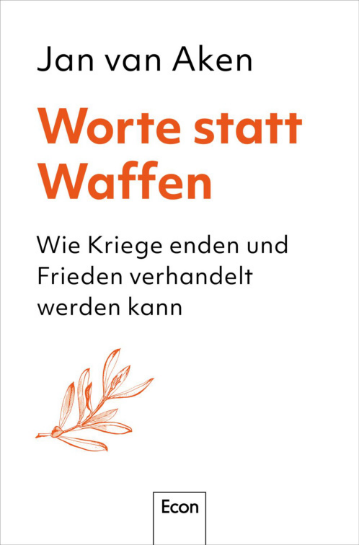 Jan van Aken
Worte statt
Waffen
Wie Kriege enden und
Frieden verhandelt
werden kann
Econ